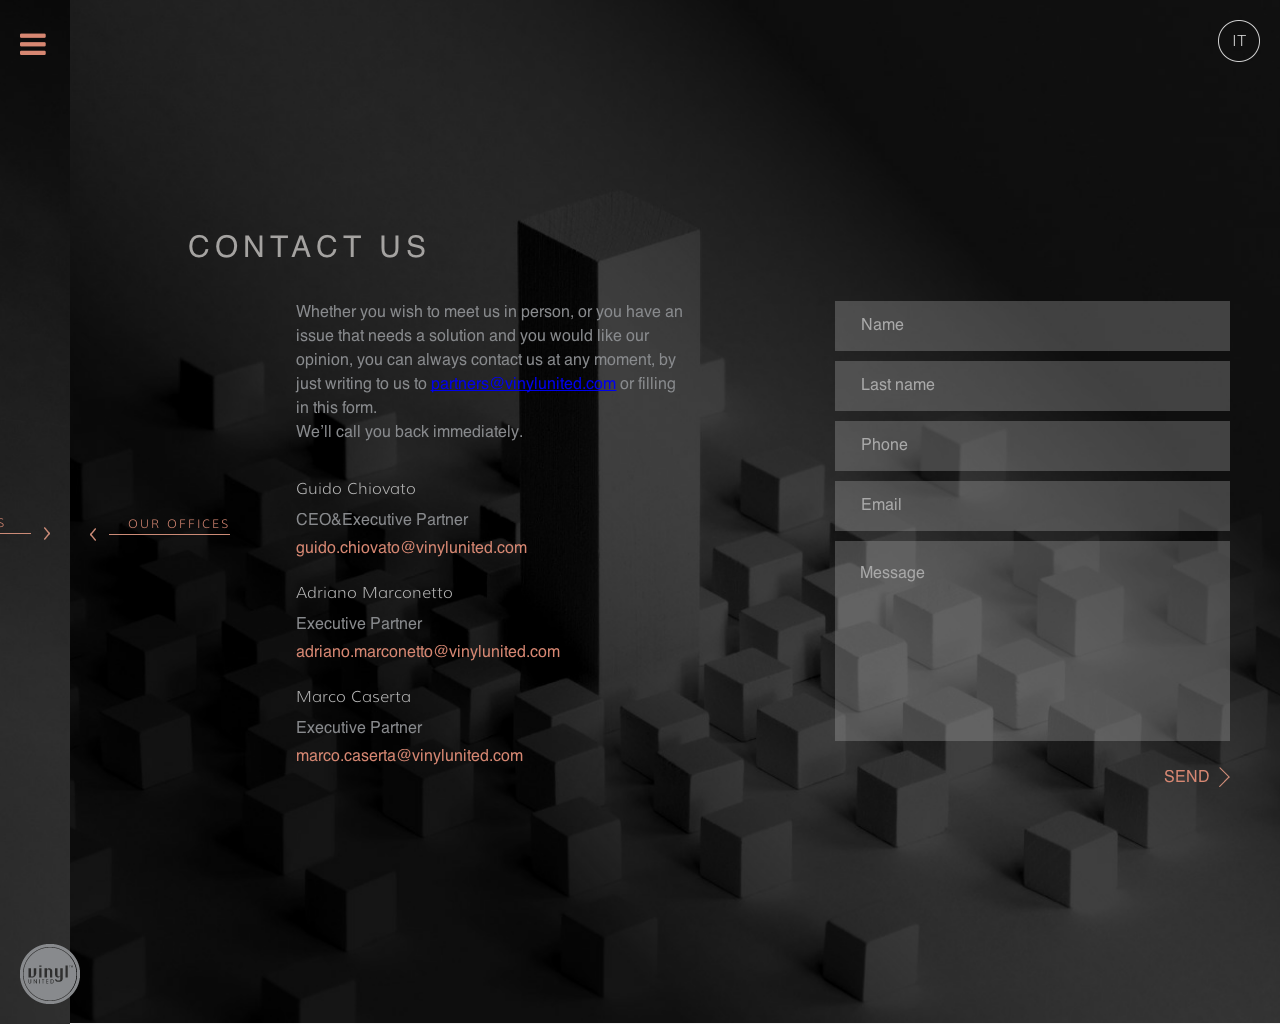 IT
CONTACT US
Whether you wish to meet us in person, or you have an
issue that needs a solution and you would like our
opinion, you can always contact us at any moment, by
just writing to us to partners@vinylunited.com or filling
in this form.
We’ll call you back immediately.
Guido Chiovato
CEO&Executive Partner
guido.chiovato@vinylunited.com
Adriano Marconetto
Executive Partner
adriano.marconetto@vinylunited.com
Marco Caserta
Executive Partner
marco.caserta@vinylunited.com
S
OUR OFFICES
Name
Last name
Phone
Email
Message
SEND
vinyl
UNITED